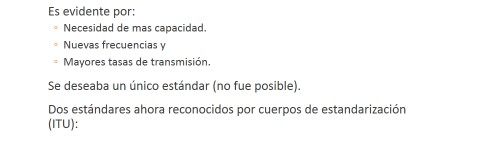 Es evidente por:
• Necesidad de mas capacidad.
• Nuevas frecuencias y
• Mayores tasas de transmisión.
Se deseaba un único estándar (no fue posible).
Dos estándares ahora reconocidos por cuerpos de estandarización
(ITU):